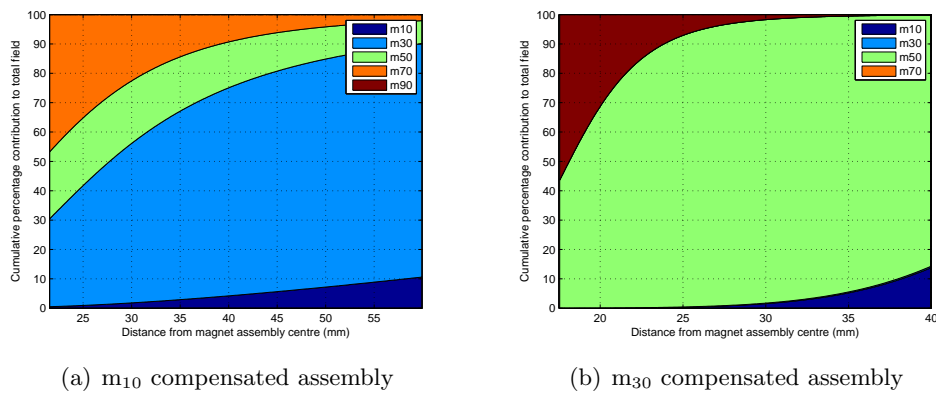 100
90
80
70
60
50
40
30
20
10
0
Cumulative percentage contribution to total field
25 30 35 40 45 50 55
Distance from magnet assembly centre (mm)
m10
m30
m50
m70
m90
(a) m10 compensated assembly
100
90
80
70
60
50
40
30
20
10
0
Cumulative percentage contribution to total field
20 25 30 35 40
Distance from magnet assembly centre (mm)
m10
m30
m50
m70
(b) m30 compensated assembly